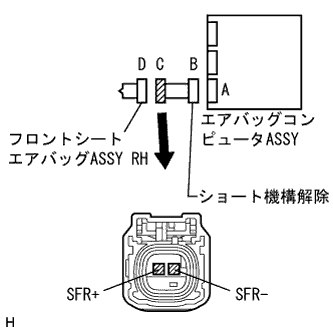 D C B
A
エアバッグコン
ピュータASSY
フロントシート
エアバッグASSY RH
ショート機構解除
SFR+
SFR-
H